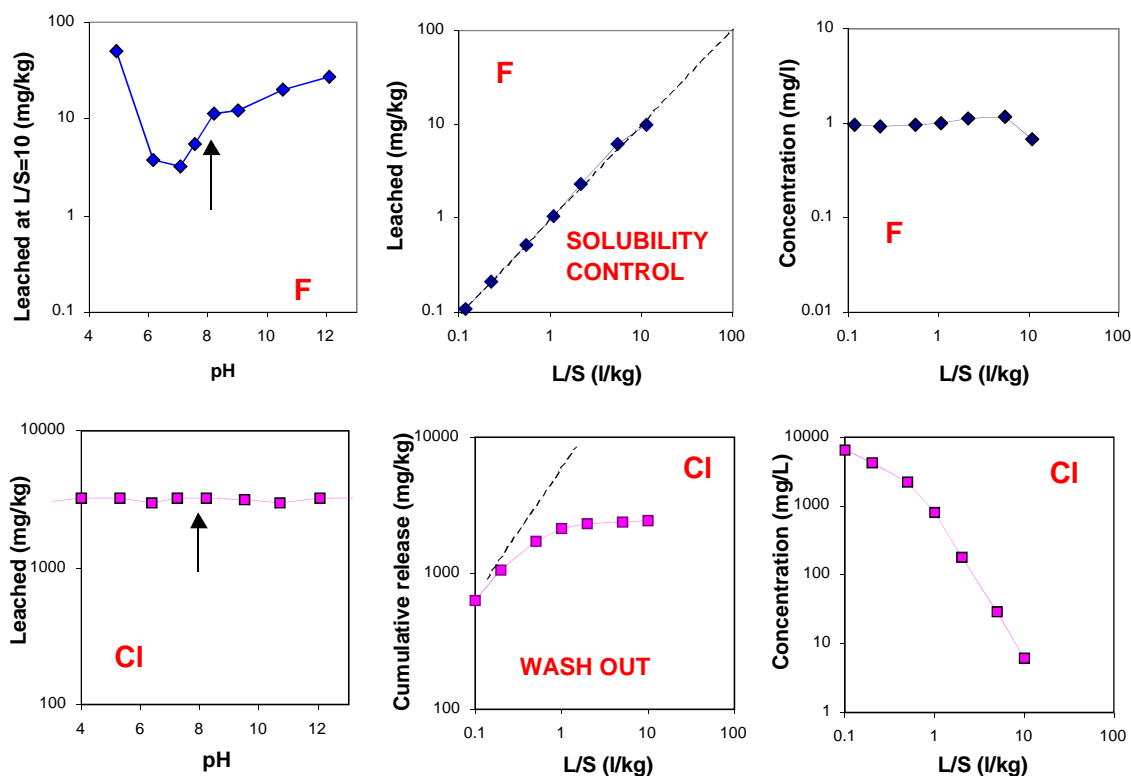 Leached at L/S=10 (mg/kg)
100
10
1
0.1
4
6
8
10
12
pH
F
Leached (mg/kg)
100
10
1
0.1
0.1
1
10
100
L/S (l/kg)
F
SOLUBILITY
CONTROL
Concentration (mg/l)
10
1
0.1
0.01
0.1
1
10
100
L/S (l/kg)
F
Leached (mg/kg)
10000
1000
100
4
6
8
10
12
pH
Cl
Cumulative release (mg/kg)
10000
1000
100
0.1
1
10
100
L/S (l/kg)
Cl
WASH OUT
Concentration (mg/L)
10000
1000
100
10
1
0.1
1
10
100
L/S (l/kg)
Cl